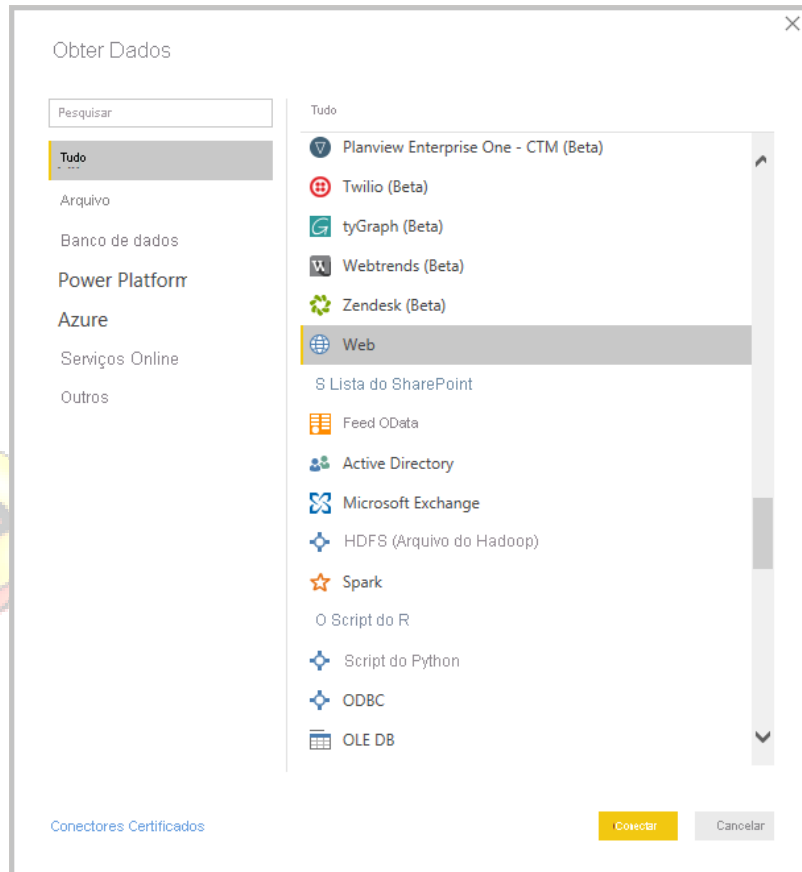 Obter Dados
Pesquisar
Tudo
Arquivo
Banco de dados
Power Platform
Azure
Serviços Online
Outros
Tudo
Planview Enterprise One - CTM (Beta)
Twilio (Beta)
tyGraph (Beta)
Webtrends (Beta)
Zendesk (Beta)
Web
S Lista do SharePoint
Feed OData
Active Directory
Microsoft Exchange
HDFS (Arquivo do Hadoop)
Spark
O Script do R
Script do Python
ODBC
OLE DB
Conectores Certificados
Conectar
Cancelar